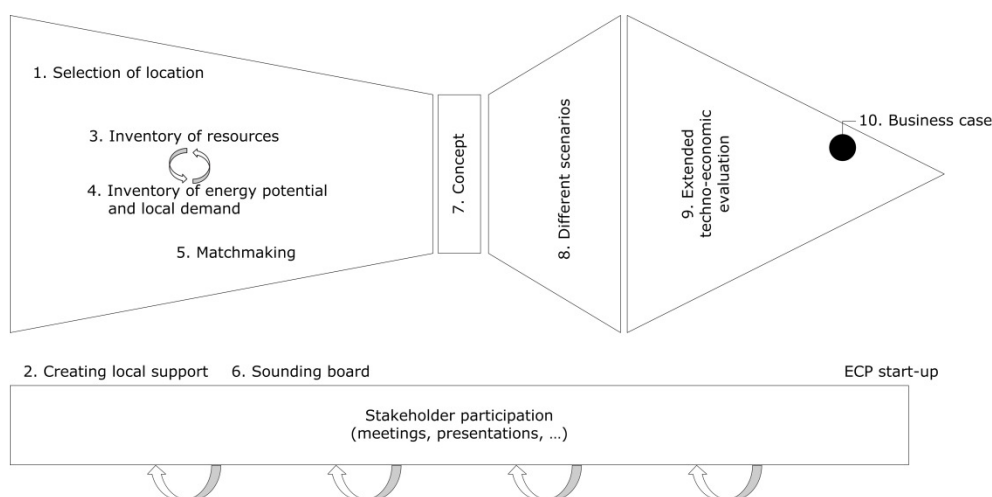 1. Selection of location
3. Inventory of resources
4. Inventory of energy potential
and local demand
5. Matchmaking
7. Concept
8. Different scenarios
9. Extended
techno-economic
evaluation
10. Business case
2. Creating local support
6. Sounding board
ECP start-up
Stakeholder participation
(meetings, presentations, ...)